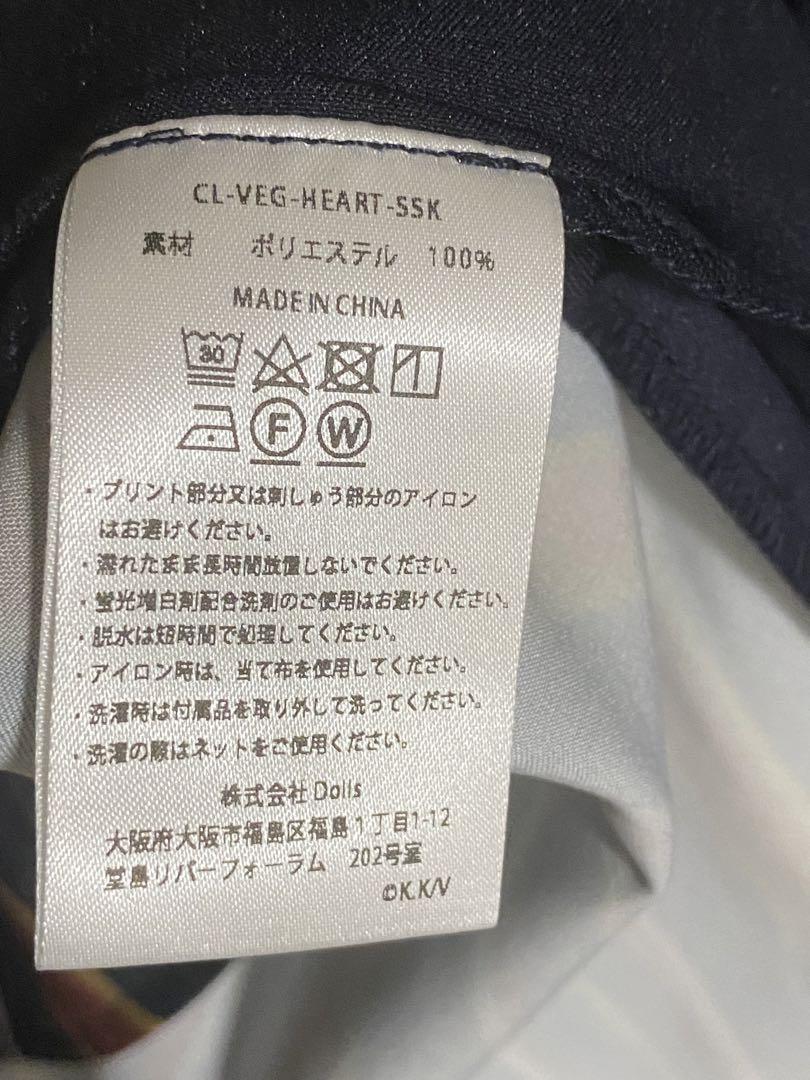 CL-VEG-HEART-SSK
素材 ポリエステル 100%
MADE IN CHINA
30
F W
・プリント部分又は刺しゅう部分のアイロン
はお避けください。
・濡れたまま長時間放置しないでください。
・蛍光増白剤配合洗剤のご使用はお避けください。
・脱水は短時間で処理してください。
・アイロン時は、当て布を使用してください。
・洗濯時は付属品を取り外して洗ってください。
・洗濯の際はネットをご使用ください。
株式会社Dolls
大阪府大阪市福島区福島1丁目1-12
堂島リバーフォーラム 202号室
©K.K/V